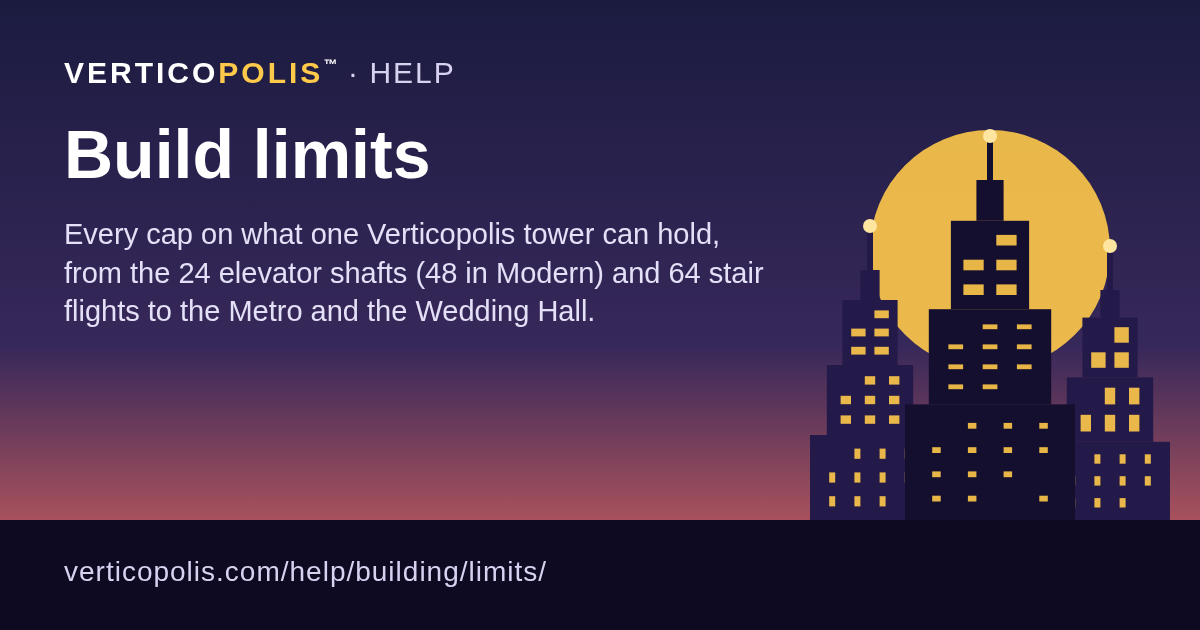 VERTICOPOLIS™ · HELP
Build limits
Every cap on what one Verticopolis tower can hold,
from the 24 elevator shafts (48 in Modern) and 64 stair
flights to the Metro and the Wedding Hall.
verticopolis.com/help/building/limits/